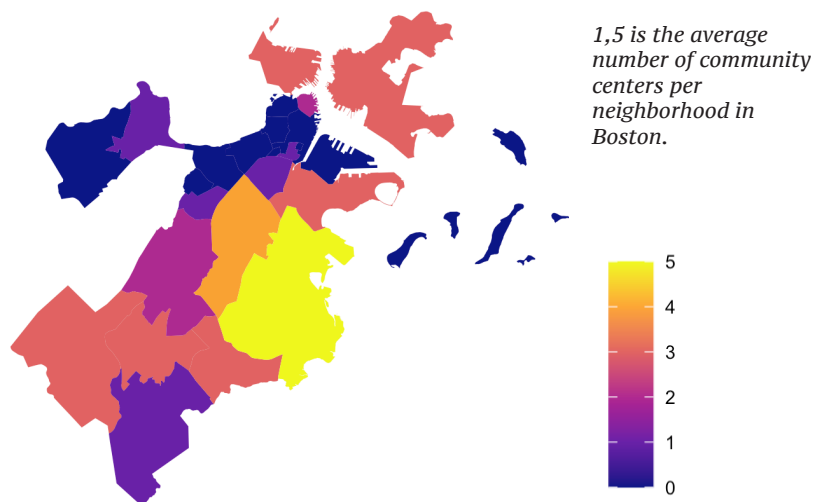 1,5 is the average
number of community
centers per
neighborhood in
Boston.
5
4
3
2
1
0